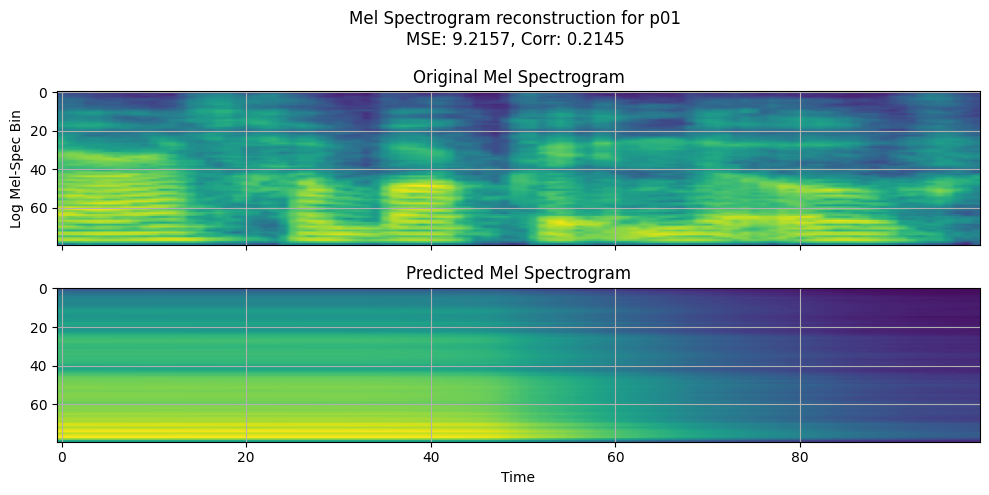 Mel Spectrogram reconstruction for p01
MSE: 9.2157, Corr: 0.2145
Original Mel Spectrogram
0
20
40
60
Log Mel-Spec Bin
Predicted Mel Spectrogram
0
20
40
60
0 20 40 60 80
Time